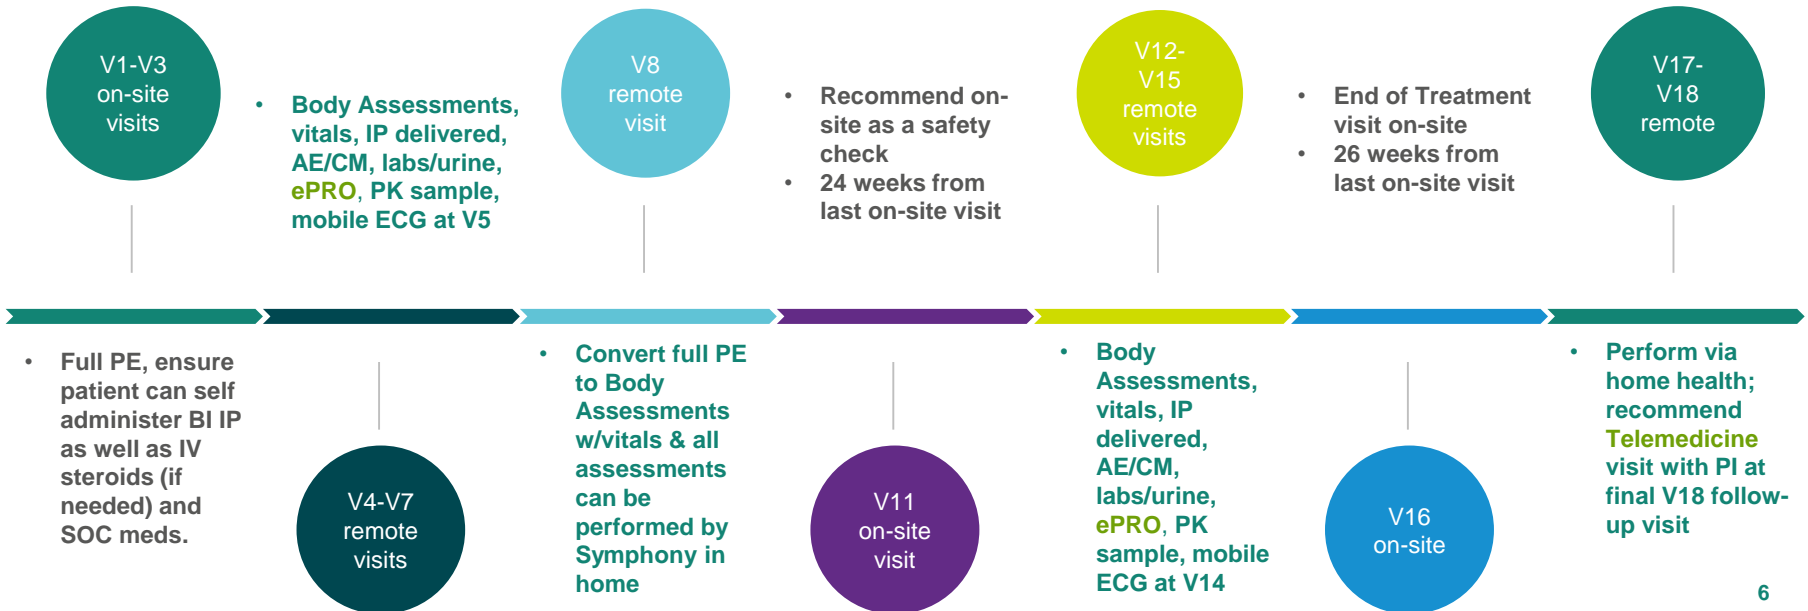 V1-V3
on-site
visits
• Body Assessments,
vitals, IP delivered,
AE/CM, labs/urine,
ePRO, PK sample,
mobile ECG at V5
V8
remote
visit
• Recommend on-
site as a safety
check
• 24 weeks from
last on-site visit
V12-
V15
remote
visits
• End of Treatment
visit on-site
• 26 weeks from
last on-site visit
V17-
V18
remote
• Full PE, ensure
patient can self
administer BI IP
as well as IV
steroids (if
needed) and
SOC meds.
V4-V7
remote
visits
• Convert full PE
to Body
Assessments
w/vitals & all
assessments
can be
performed by
Symphony in
home
V11
on-site
visit
• Body
Assessments,
vitals, IP
delivered,
AE/CM,
labs/urine,
ePRO, PK
sample, mobile
ECG at V14
V16
on-site
• Perform via
home health;
recommend
Telemedicine
visit with PI at
final V18 follow-
up visit
6